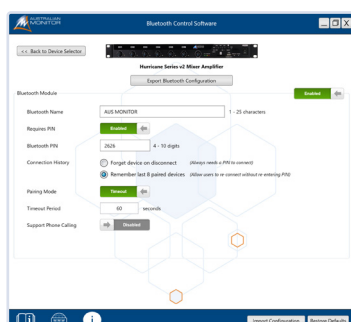 AUSTRALIAN MONITOR
Bluetooth Control Software
<< Back to Device Selector
Hurricane Series v2 Mixer Amplifier
Export Bluetooth Configuration
Bluetooth Module
Enabled
Bluetooth Name
AUS MONITOR
1 - 25 characters
Requires PIN
Enabled
Bluetooth PIN
2626
4 - 10 digits
Connection History
Forget device on disconnect
(Always needs a PIN to connect)
Remember last 8 paired devices
(Allow users to re connect without re entering PIN)
Pairing Mode
Timeout
Timeout Period
60
seconds
Support Phone Calling
Disabled
Import Configuration
Restore Defaults